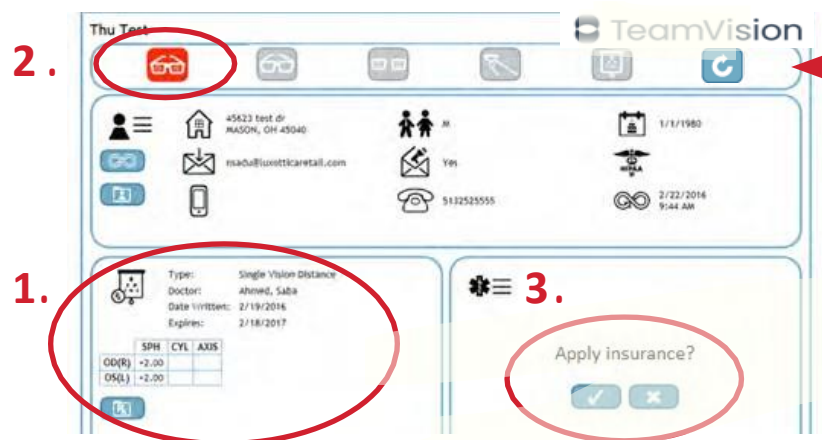 Thu Test
TeamVision
2.
45623 test dr
MASON, OH 45040
M
1/1/1980
nsadu@luxotticaretail.com
Yes
HIPAA
5132525555
2/22/2016
9:44 AM
1.
Type: Single Vision Distance
Doctor: Ahmed, Saba
Date Written: 2/19/2016
Expires: 2/18/2017
SPH CYL AXIS
OD(R) -2.00
OS(L) -2.00
Rx
3.
Apply insurance?